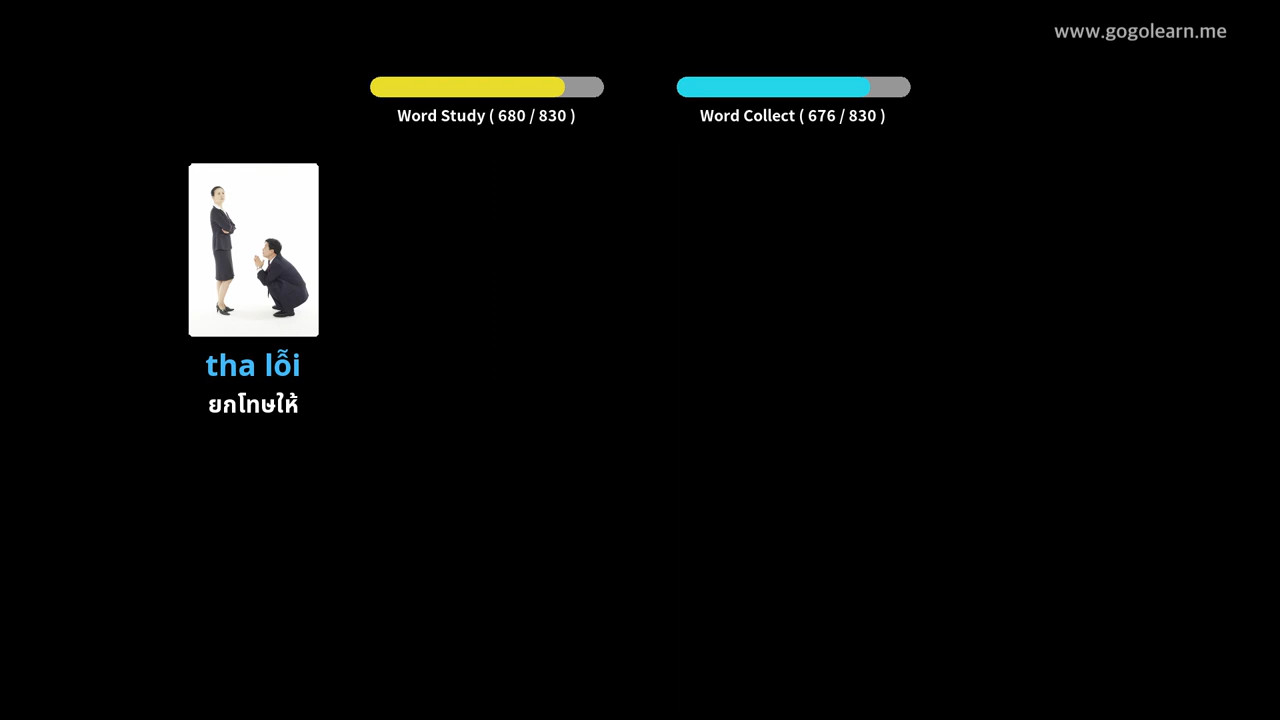 www.gogolearn.me
Word Study ( 680 / 830 )
Word Collect ( 676 / 830 )
tha lỗi
ยกโทษให้